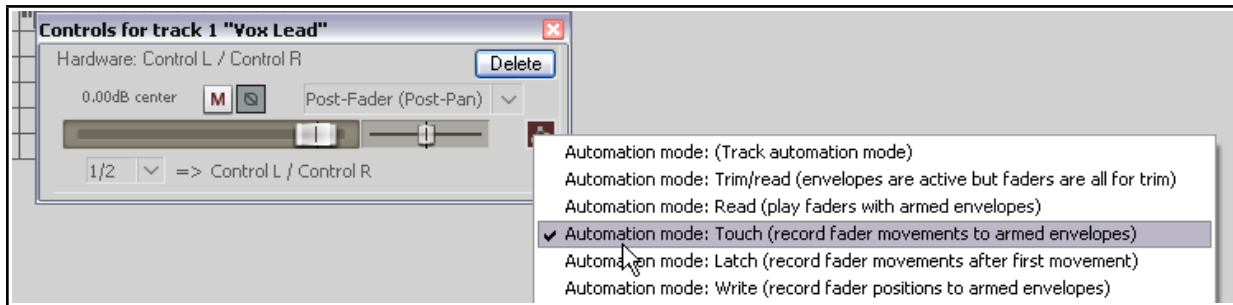 Controls for track 1 "Vox Lead"
Hardware: Control L / Control R
Delete
0.00dB center
M
Post-Fader (Post-Pan)
1/2
=> Control L / Control R
Automation mode: (Track automation mode)
Automation mode: Trim/read (envelopes are active but faders are all for trim)
Automation mode: Read (play faders with armed envelopes)
Automation mode: Touch (record fader movements to armed envelopes)
Automation mode: Latch (record fader movements after first movement)
Automation mode: Write (record fader positions to armed envelopes)